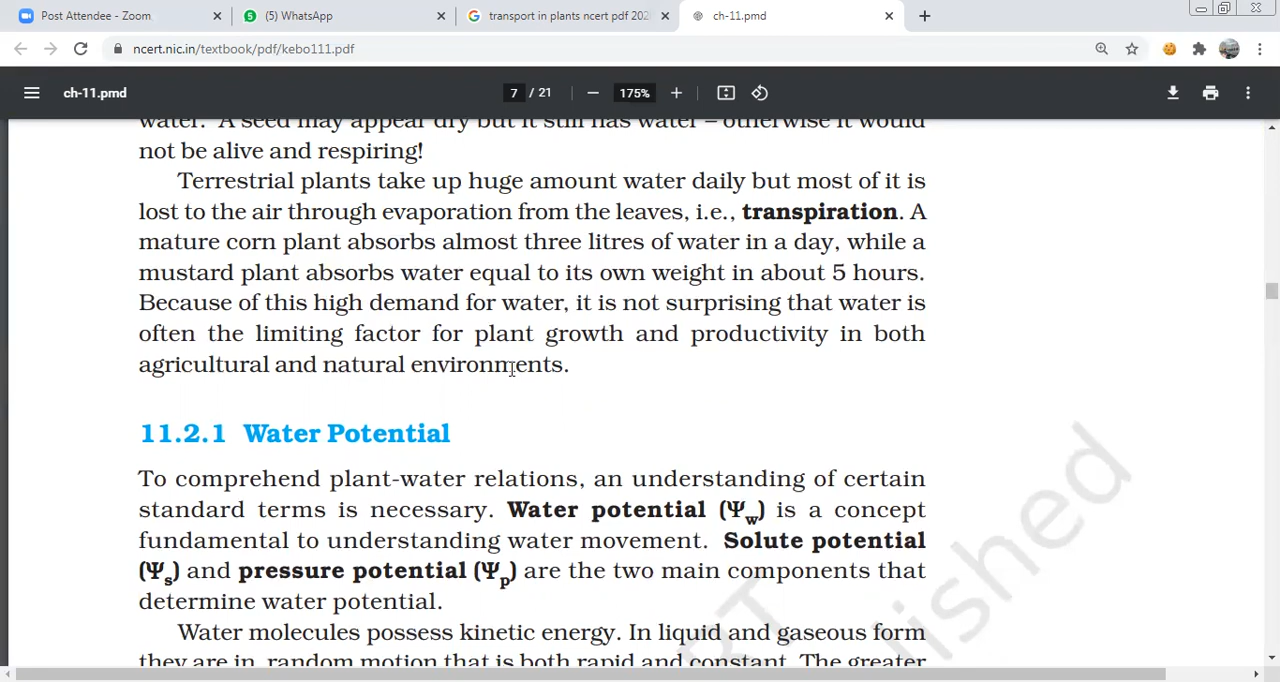 Post Attendee - Zoom
5
(5) WhatsApp
transport in plants ncert pdf 202
ch-11.pmd
ncert.nic.in/textbook/pdf/kebo111.pdf
ch-11.pmd
7 / 21
175%
water. A seed may appear dry but it still has water – otherwise it would
not be alive and respiring!
Terrestrial plants take up huge amount water daily but most of it is
lost to the air through evaporation from the leaves, i.e., transpiration. A
mature corn plant absorbs almost three litres of water in a day, while a
mustard plant absorbs water equal to its own weight in about 5 hours.
Because of this high demand for water, it is not surprising that water is
often the limiting factor for plant growth and productivity in both
agricultural and natural environments.
11.2.1 Water Potential
To comprehend plant-water relations, an understanding of certain
standard terms is necessary. Water potential (Ψw) is a concept
fundamental to understanding water movement. Solute potential
(Ψs) and pressure potential (Ψp) are the two main components that
determine water potential.
Water molecules possess kinetic energy. In liquid and gaseous form
they are in random motion that is both rapid and constant. The greater